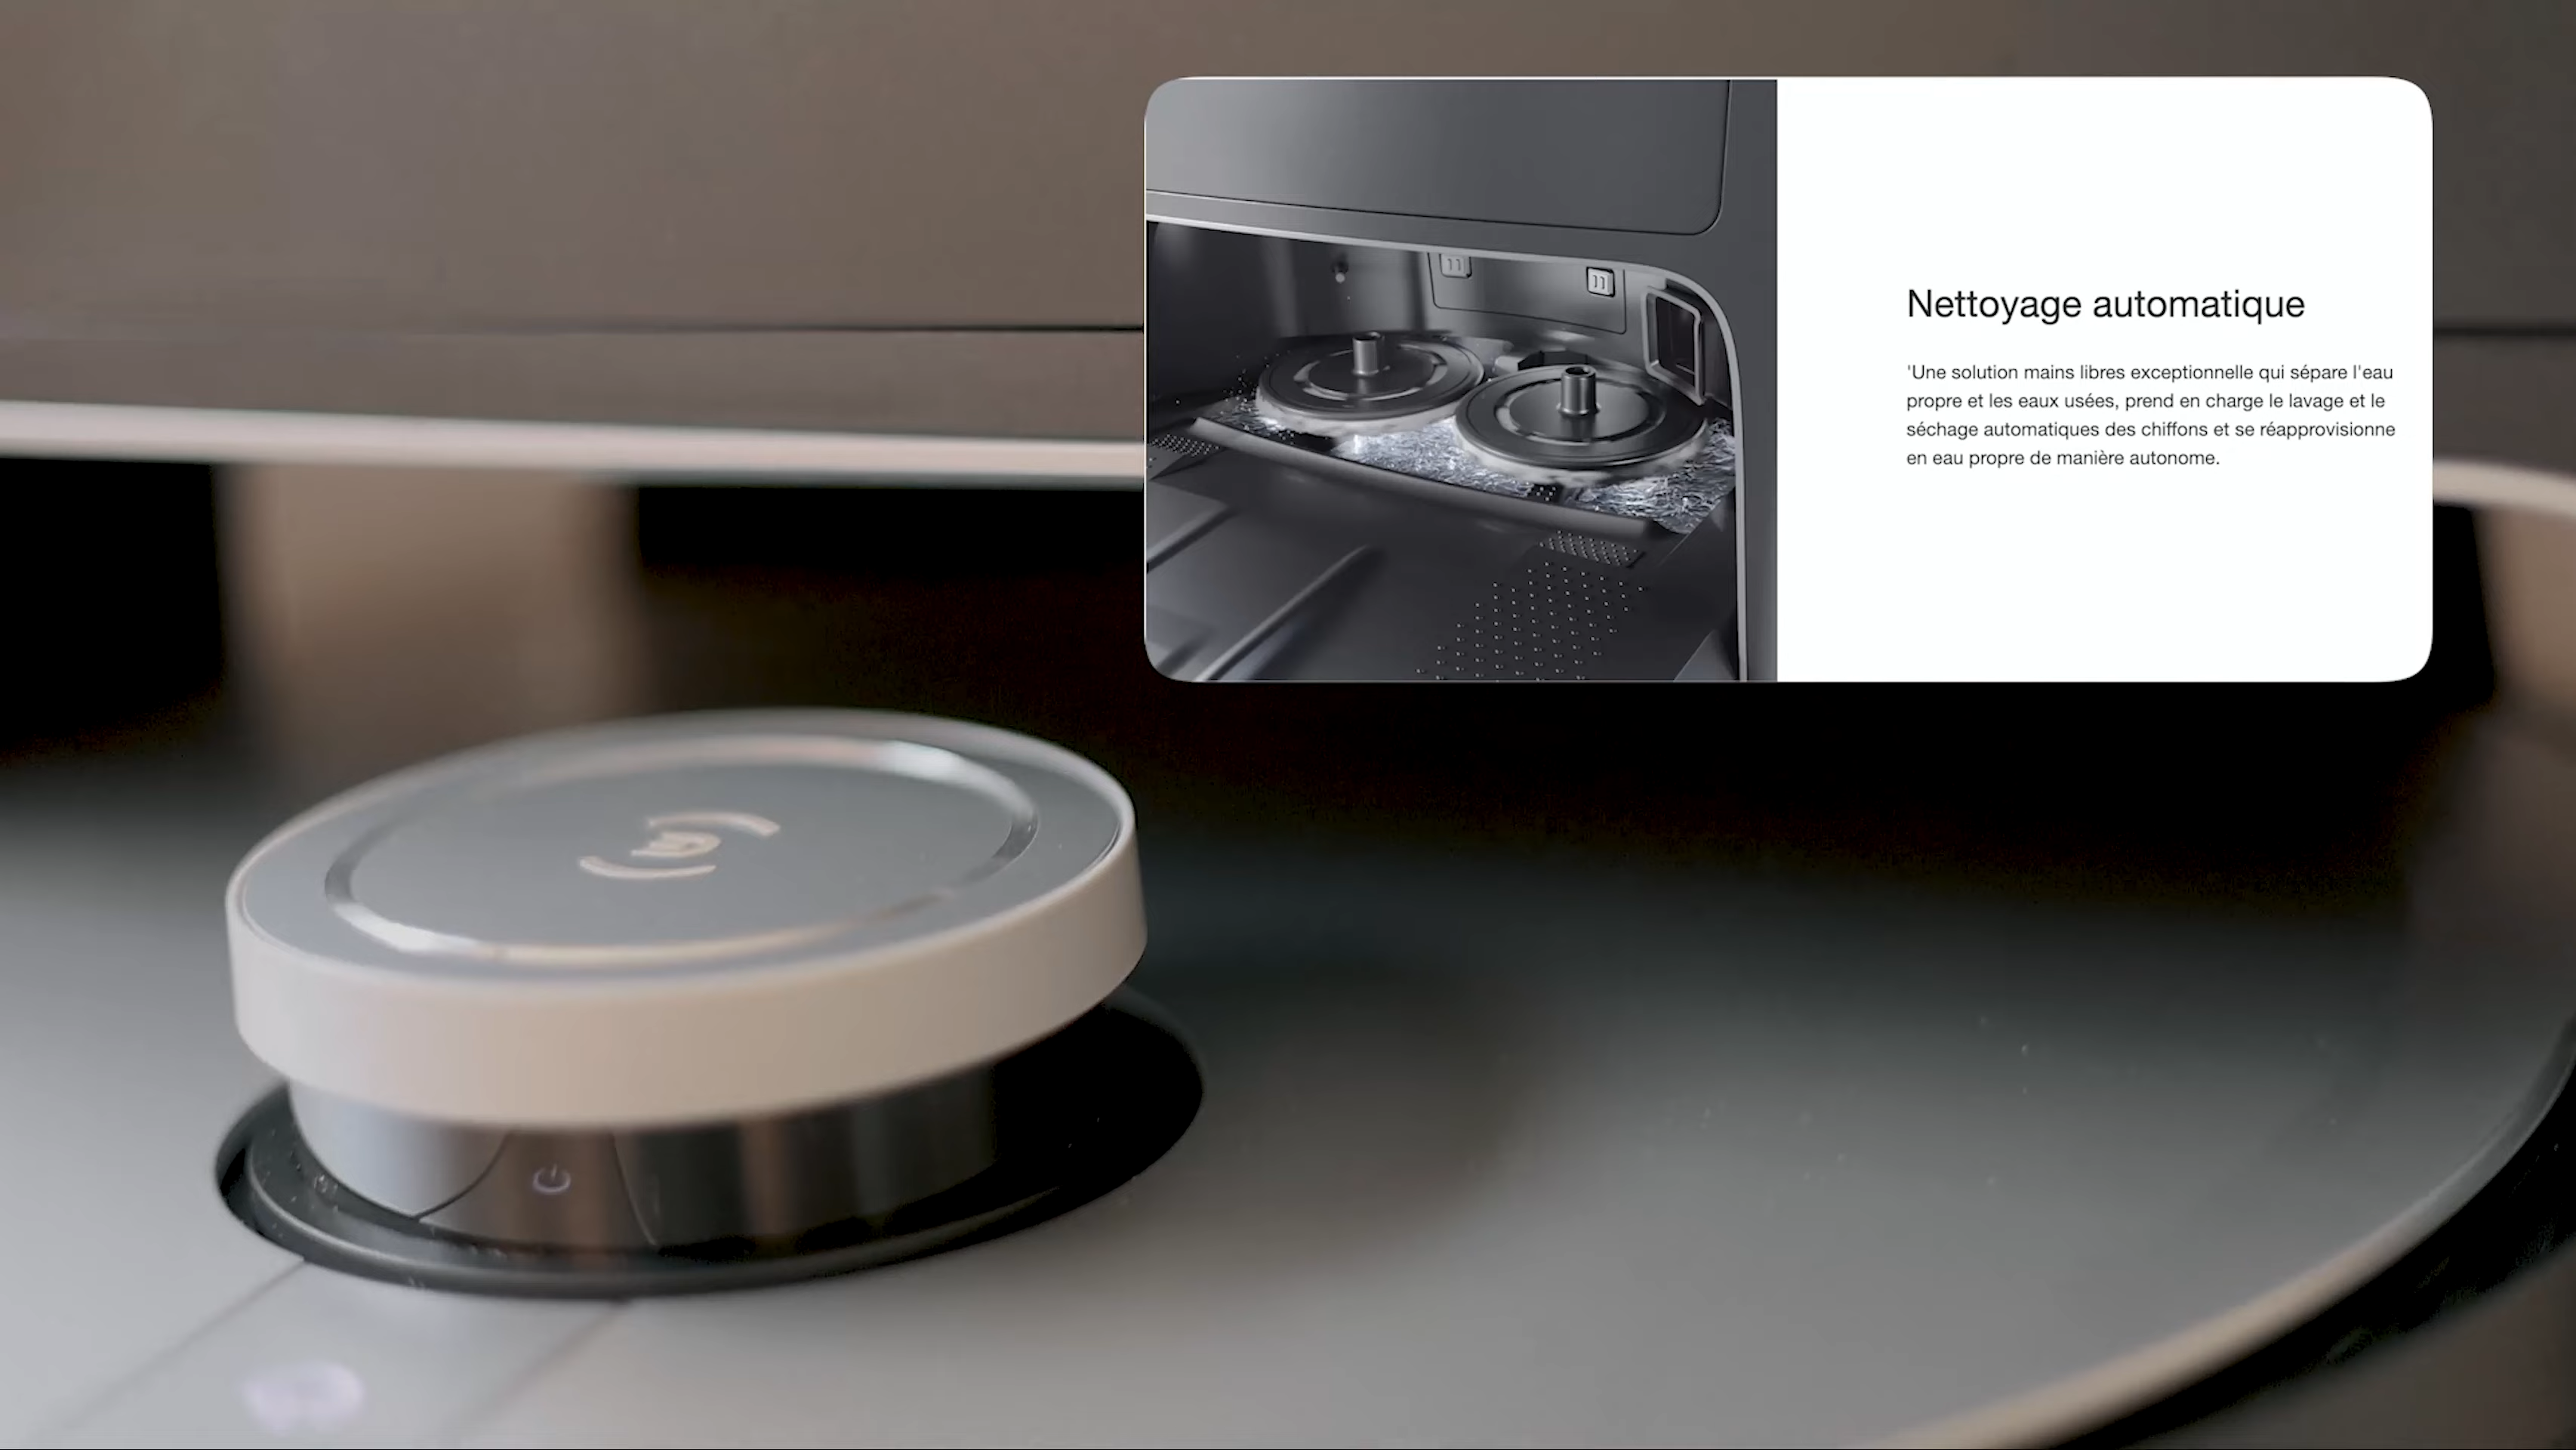 Nettoyage automatique
'Une solution mains libres exceptionnelle qui sépare l'eau
propre et les eaux usées, prend en charge le lavage et le
séchage automatiques des chiffons et se réapprovisionne
en eau propre de manière autonome.